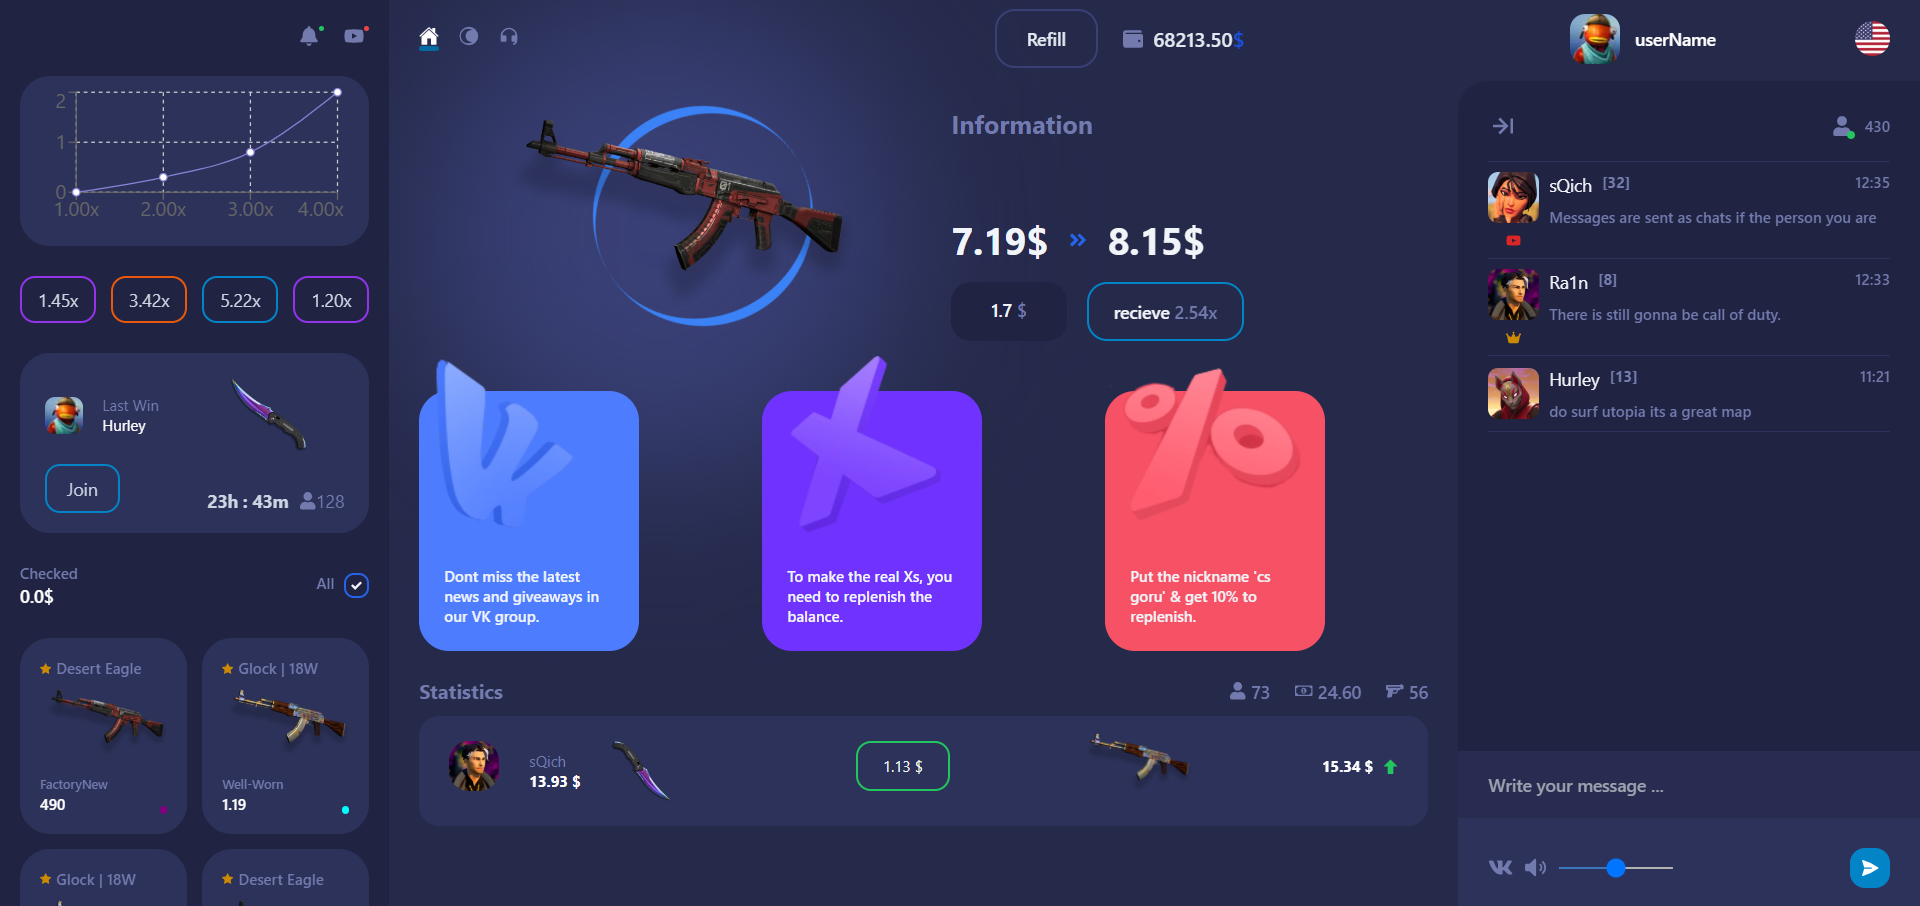 2
1
0
1.00x 2.00x 3.00x 4.00x
1.45x 3.42x 5.22x 1.20x
Last Win
Hurley
Join
23h : 43m 128
Checked
0.0$
All
Desert Eagle
FactoryNew
490
Glock | 18W
Well-Worn
1.19
Glock | 18W
Desert Eagle
Refill
68213.50$
Information
7.19$ » 8.15$
1.7 $
recieve 2.54x
Dont miss the latest
news and giveaways in
our VK group.
To make the real Xs, you
need to replenish the
balance.
%
Put the nickname 'cs
goru' & get 10% to
replenish.
Statistics
73 24.60 56
sQich
13.93 $
1.13 $
15.34 $
userName
430
sQich [32] 12:35
Messages are sent as chats if the person you are
Ra1n [8] 12:33
There is still gonna be call of duty.
Hurley [13] 11:21
do surf utopia its a great map
Write your message ...